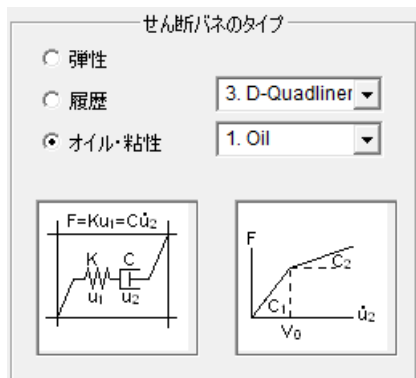 せん断バネのタイプ
弾性
履歴
3. D-Quadliner
オイル・粘性
1. Oil
F=Ku₁=Cu̇₂
K
C
u₁
u₂
F
C₂
C₁
u̇₂
V₀